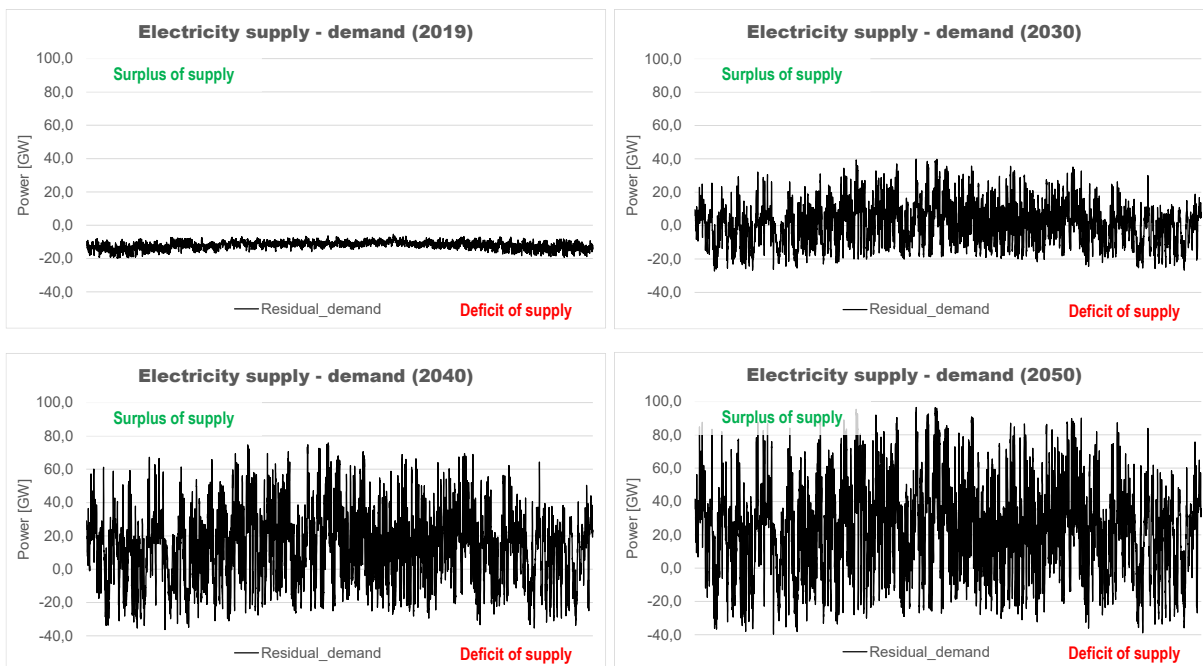 Electricity supply - demand (2019)
100,0
Surplus of supply
80,0
60,0
40,0
20,0
0,0
-20,0
-40,0
Power [GW]
Residual_demand
Deficit of supply
Electricity supply - demand (2030)
100,0
Surplus of supply
80,0
60,0
40,0
20,0
0,0
-20,0
-40,0
Power [GW]
Residual_demand
Deficit of supply
Electricity supply - demand (2040)
100,0
Surplus of supply
80,0
60,0
40,0
20,0
0,0
-20,0
-40,0
Power [GW]
Residual_demand
Deficit of supply
Electricity supply - demand (2050)
100,0
Surplus of supply
80,0
60,0
40,0
20,0
0,0
-20,0
-40,0
Power [GW]
Residual_demand
Deficit of supply